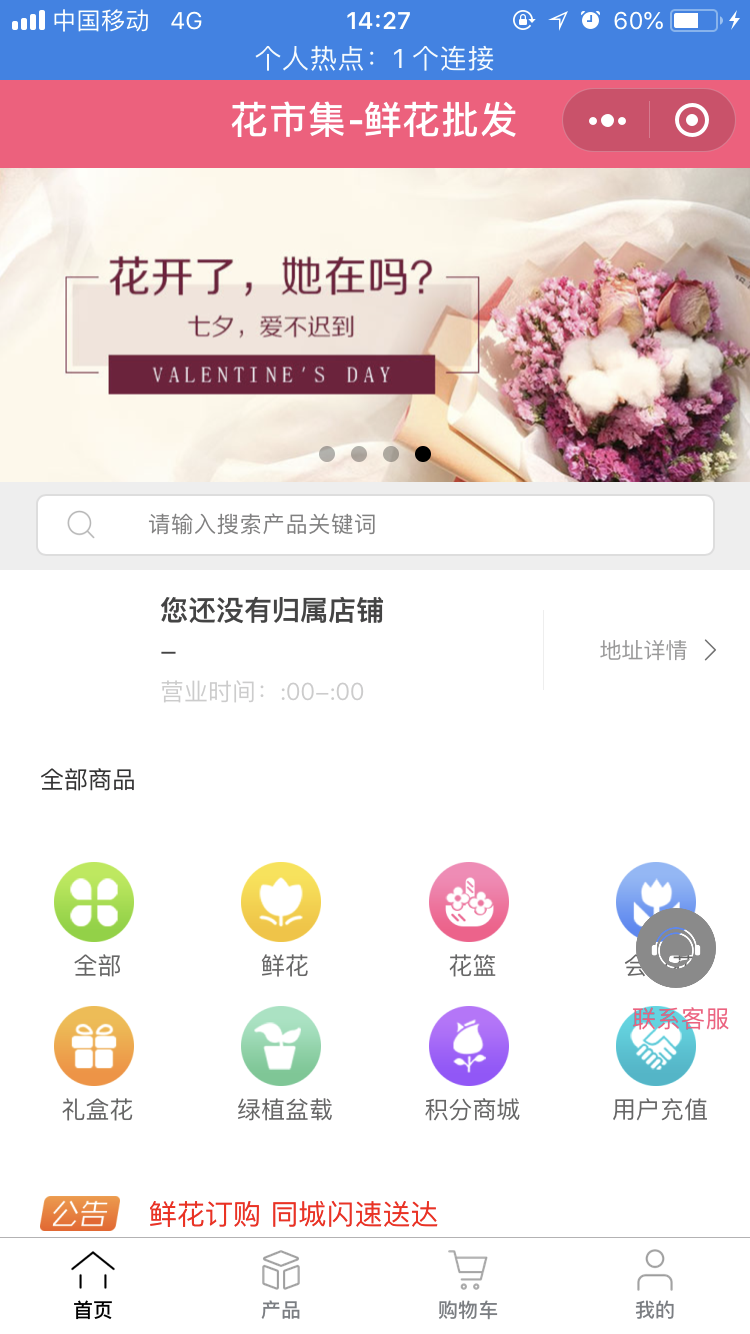 中国移动 4G 14:27 60%
个人热点：1 个连接
花市集-鲜花批发
花开了，她在吗？
七夕，爱不迟到
VALENTINE'S DAY
请输入搜索产品关键词
您还没有归属店铺
–
营业时间：:00–:00
地址详情
全部商品
全部 鲜花 花篮 会
联系客服
礼盒花 绿植盆载 积分商城 用户充值
公告 鲜花订购 同城闪速送达
首页 产品 购物车 我的